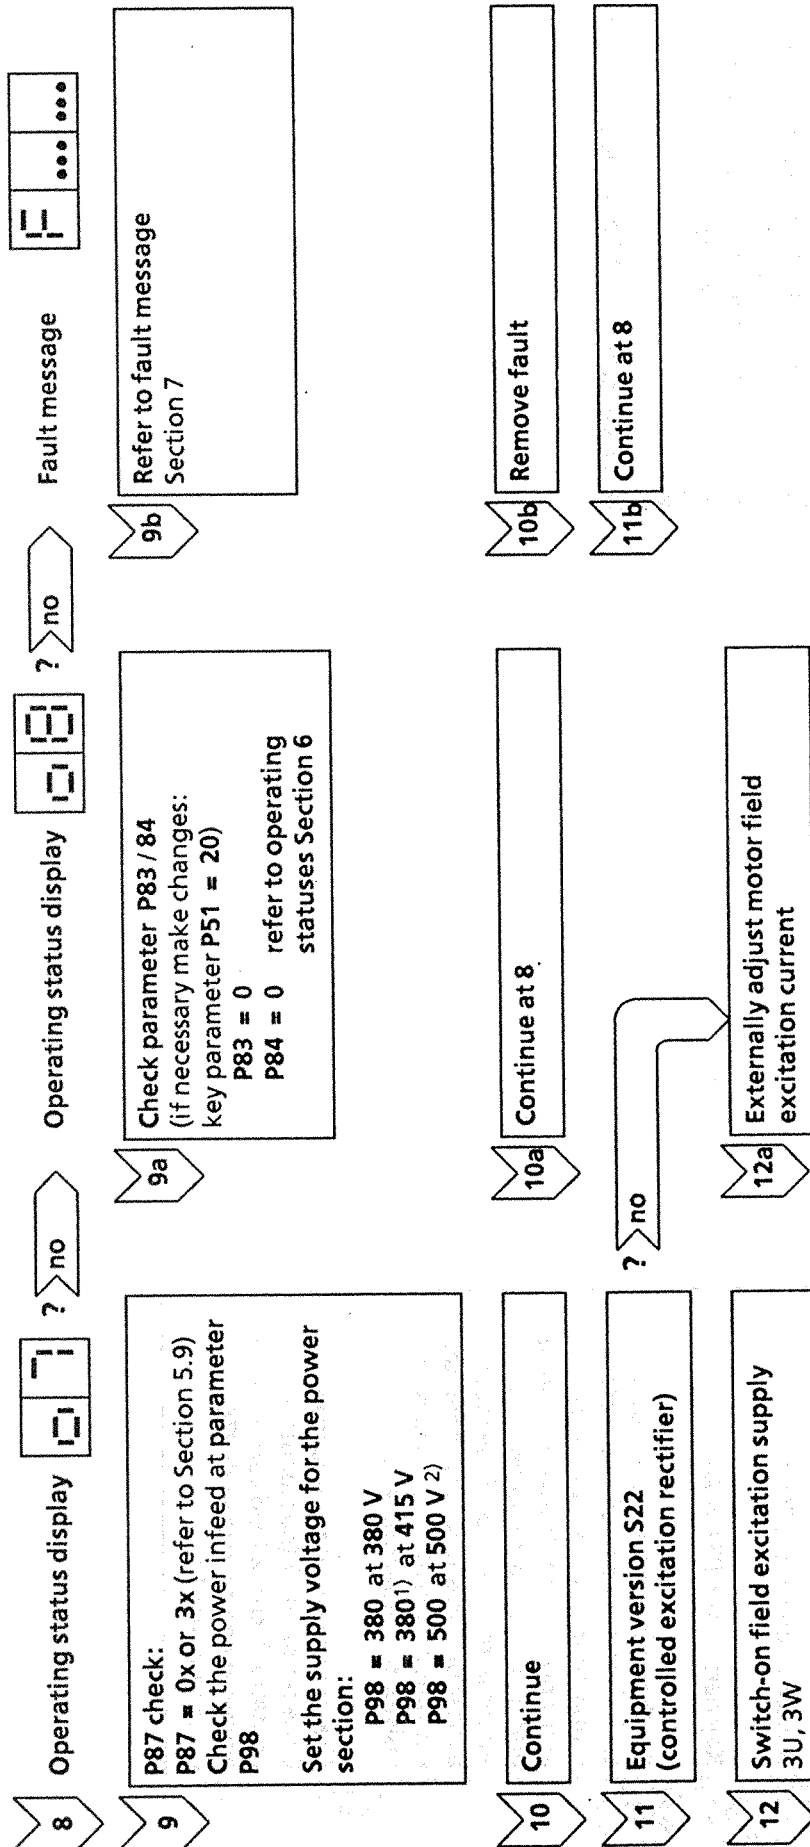 8 Operating status display o7 ? no Operating status display o8 ? no Fault message F ... ...
9
P87 check:
P87 = 0x or 3x (refer to Section 5.9)
Check the power infeed at parameter
P98
Set the supply voltage for the power
section:
P98 = 380 at 380 V
P98 = 380 1) at 415 V
P98 = 500 at 500 V 2)
9a
Check parameter P83 / 84
(if necessary make changes:
key parameter P51 = 20)
P83 = 0
P84 = 0 refer to operating
statuses Section 6
9b
Refer to fault message
Section 7
10 Continue
10a Continue at 8
10b Remove fault
11
Equipment version S22
(controlled excitation rectifier)
? no
11b Continue at 8
12
Switch-on field excitation supply
3U, 3W
12a
Externally adjust motor field
excitation current